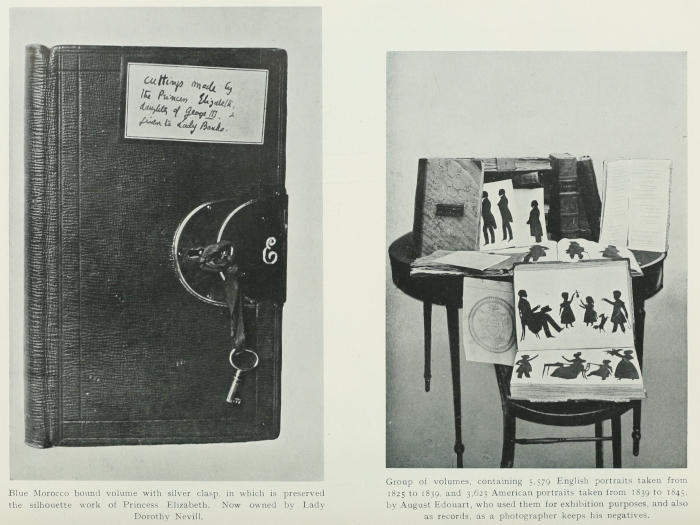 cuttings made by
the Princess Elizabeth,
daughter of George III. &
given to Lady Banks.
Blue Morocco bound volume with silver clasp, in which is preserved
the silhouette work of Princess Elizabeth. Now owned by Lady
Dorothy Nevill.
Group of volumes, containing 5,579 English portraits taken from
1825 to 1839, and 3,625 American portraits taken from 1839 to 1845,
by August Edouart, who used them for exhibition purposes, and also
as records, as a photographer keeps his negatives.